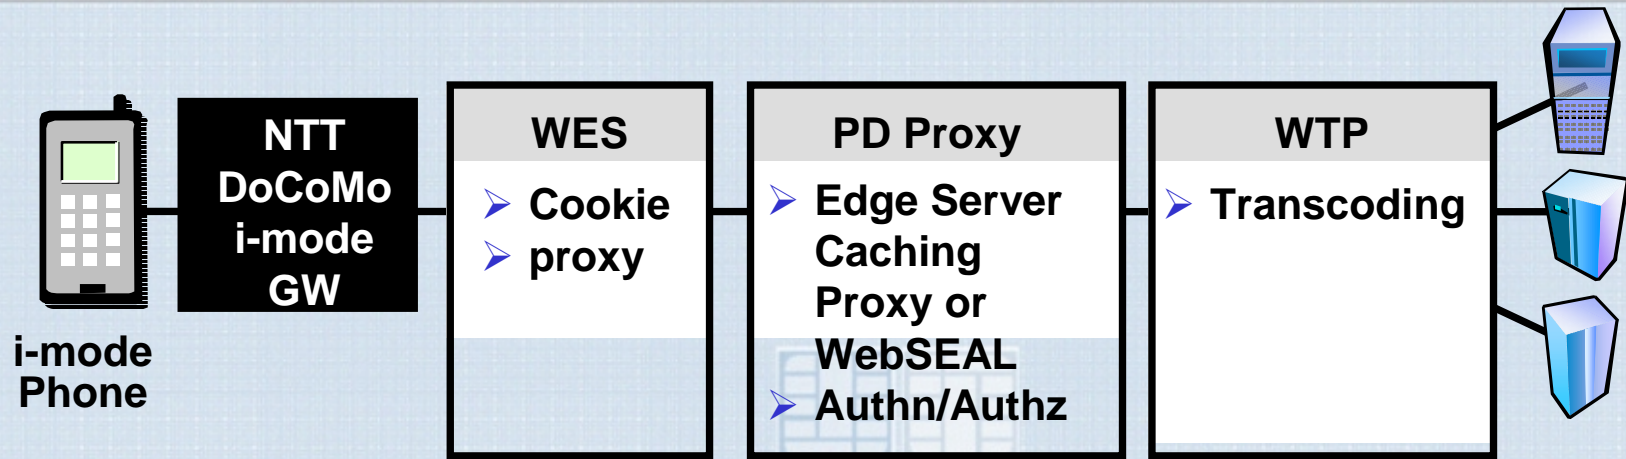 i-mode
Phone
NTT
DoCoMo
i-mode
GW
WES
➢ Cookie
➢ proxy
PD Proxy
➢ Edge Server
Caching
Proxy or
WebSEAL
➢ Authn/Authz
WTP
➢ Transcoding